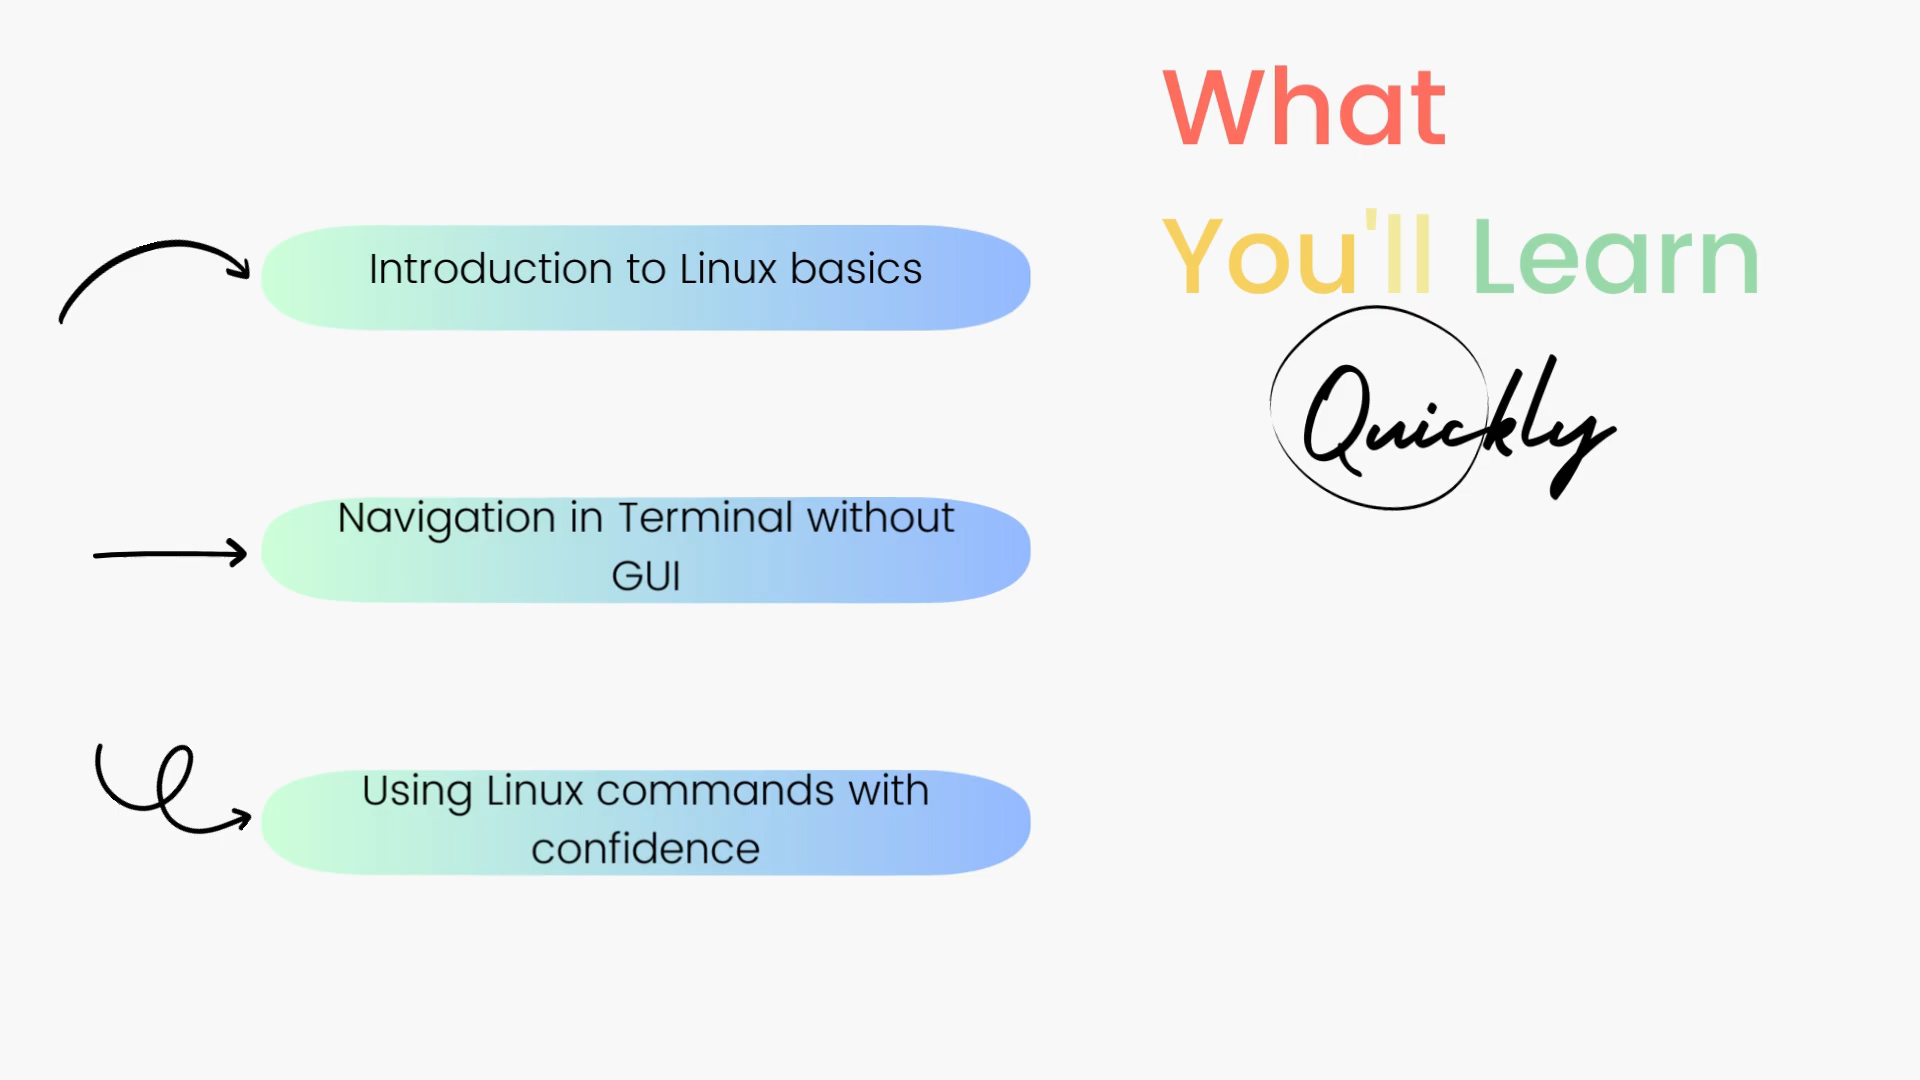 What
You'll Learn
Quickly
Introduction to Linux basics
Navigation in Terminal without
GUI
Using Linux commands with
confidence